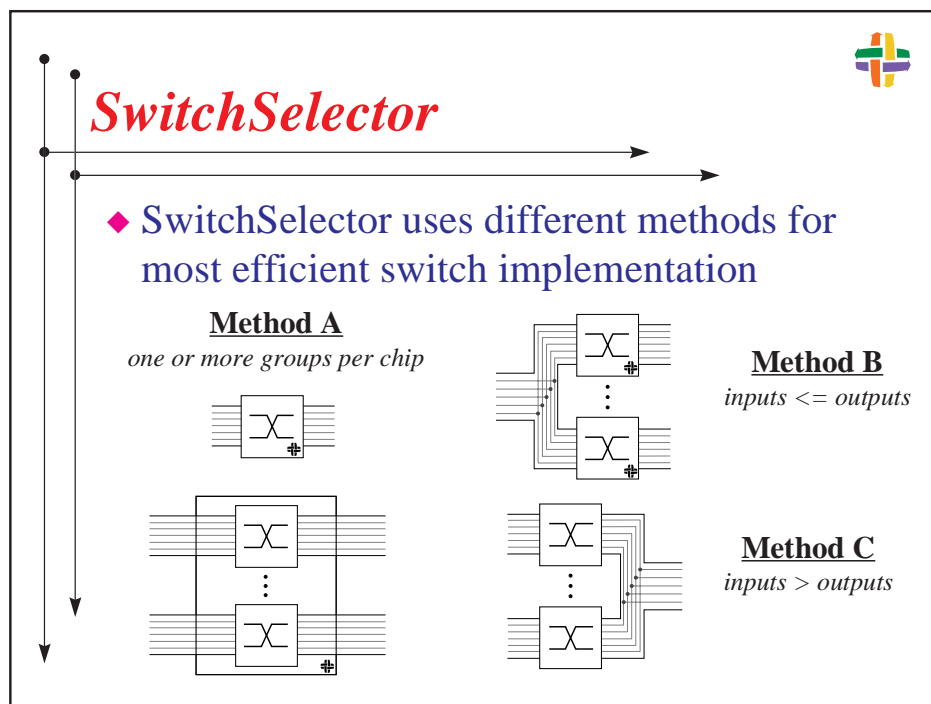 SwitchSelector
◆ SwitchSelector uses different methods for
most efficient switch implementation
Method A
one or more groups per chip
Method B
inputs <= outputs
Method C
inputs > outputs